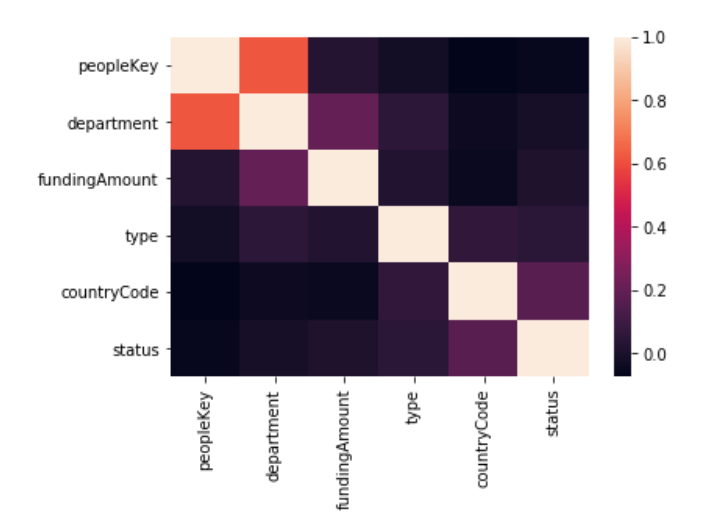 peopleKey
department
fundingAmount
type
countryCode
status
peopleKey
department
fundingAmount
type
countryCode
status
1.0
0.8
0.6
0.4
0.2
0.0